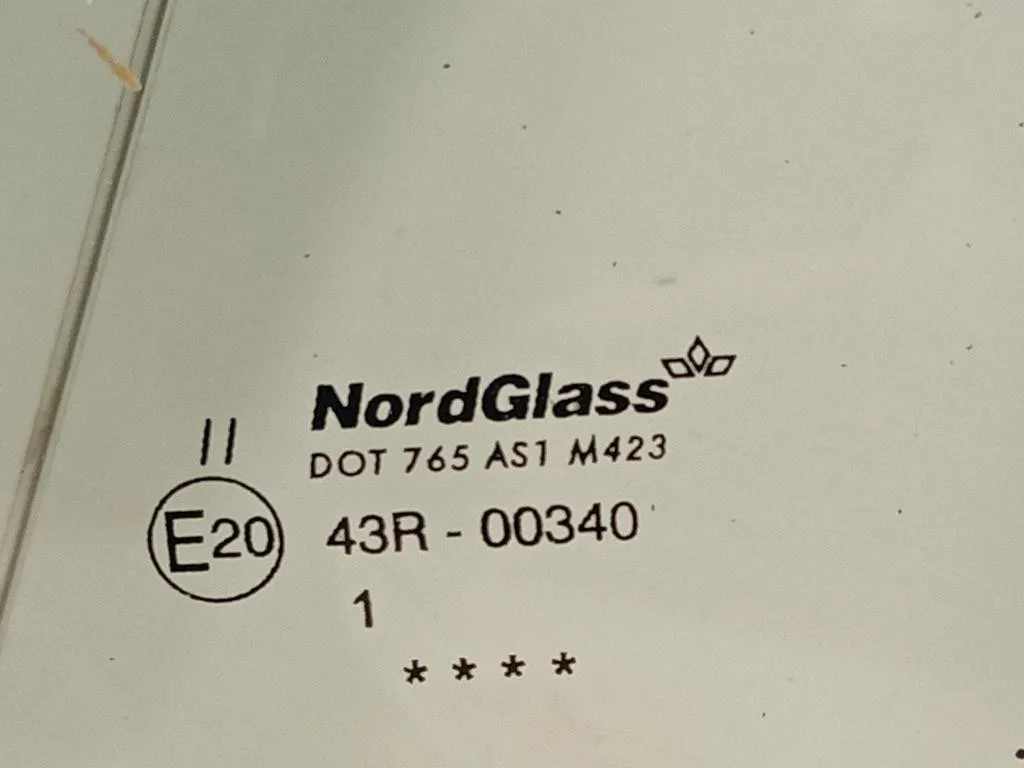 NordGlass
II
DOT 765 AS1 M423
E20 43R - 00340
1
* * * *